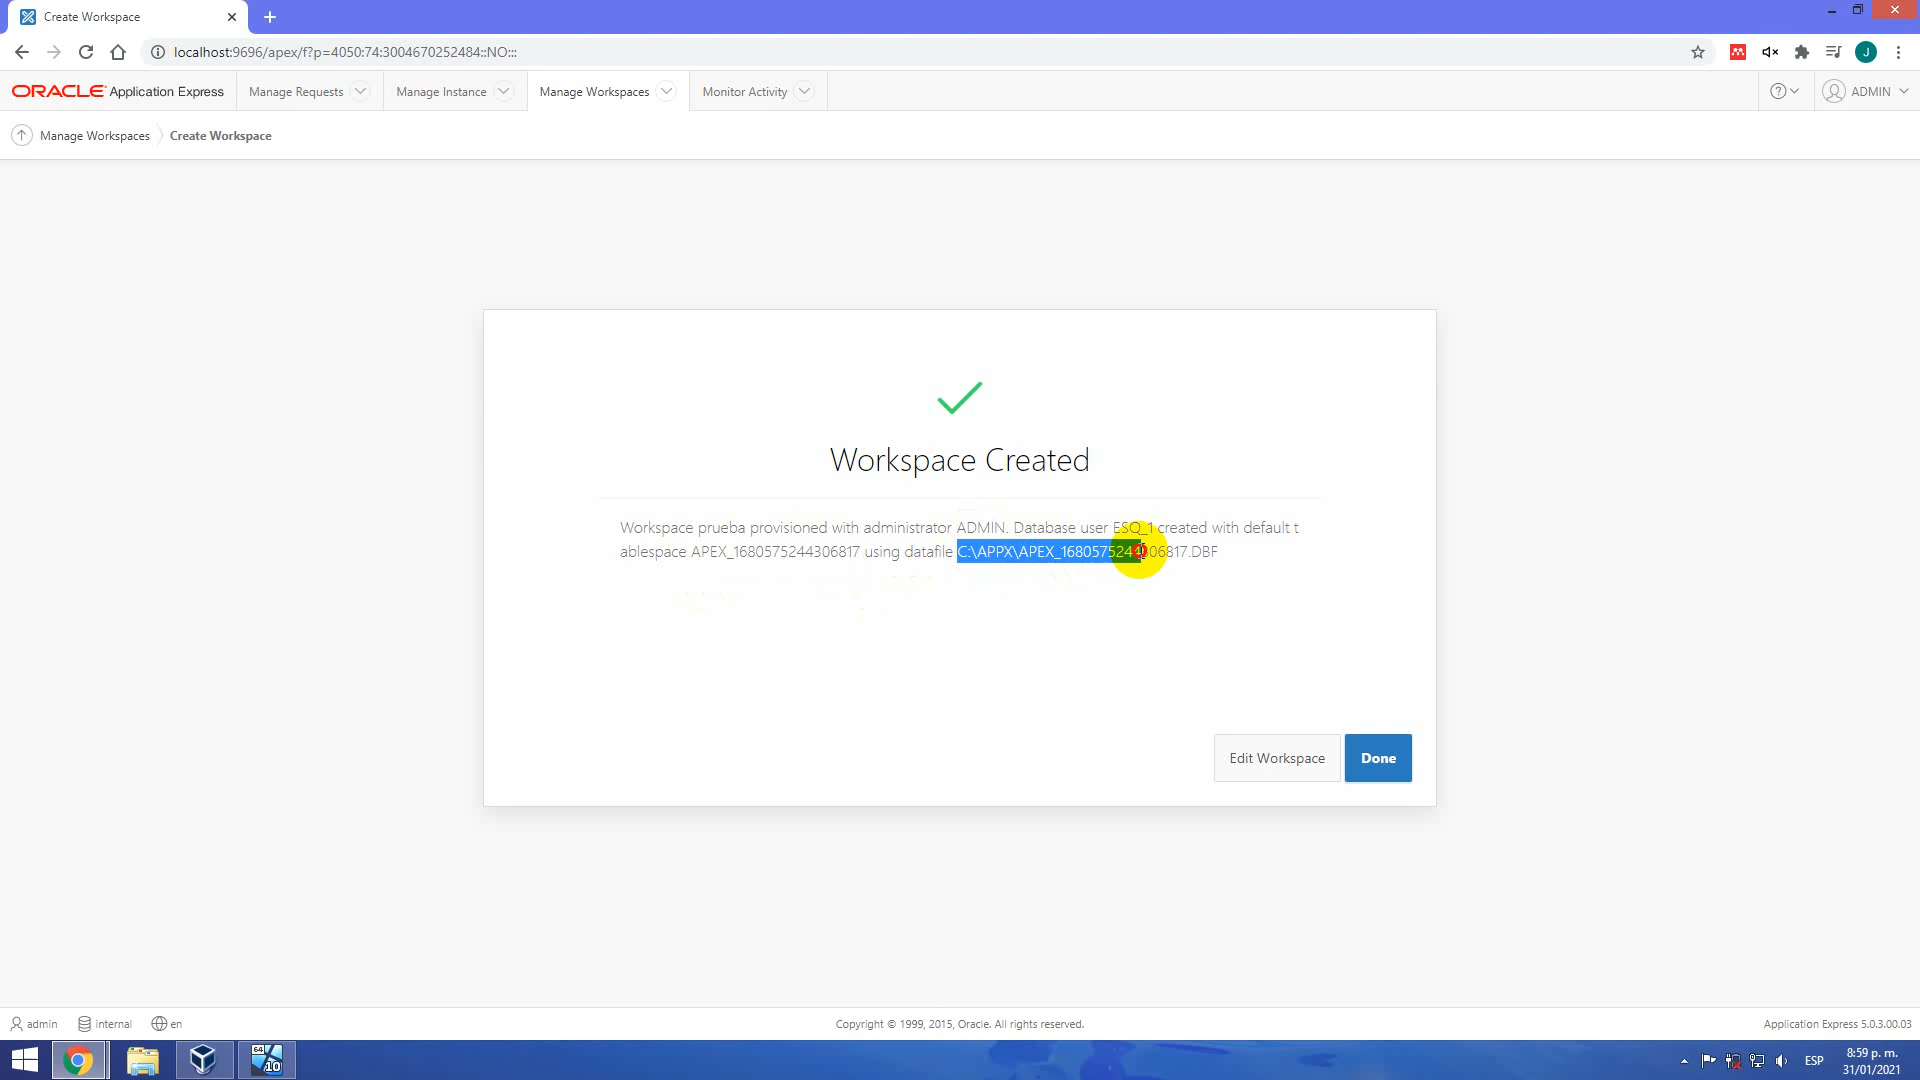 Create Workspace
localhost:9696/apex/f?p=4050:74:3004670252484::NO:::
J
ORACLE Application Express
Manage Requests
Manage Instance
Manage Workspaces
Monitor Activity
ADMIN
Manage Workspaces
Create Workspace
Workspace Created
Workspace prueba provisioned with administrator ADMIN. Database user ESQ_1 created with default t
ablespace APEX_1680575244306817 using datafile C:\APPX\APEX_1680575244306817.DBF
Edit Workspace
Done
admin
internal
en
Copyright © 1999, 2015, Oracle. All rights reserved.
Application Express 5.0.3.00.03
64
10
ESP
8:59 p. m.
31/01/2021